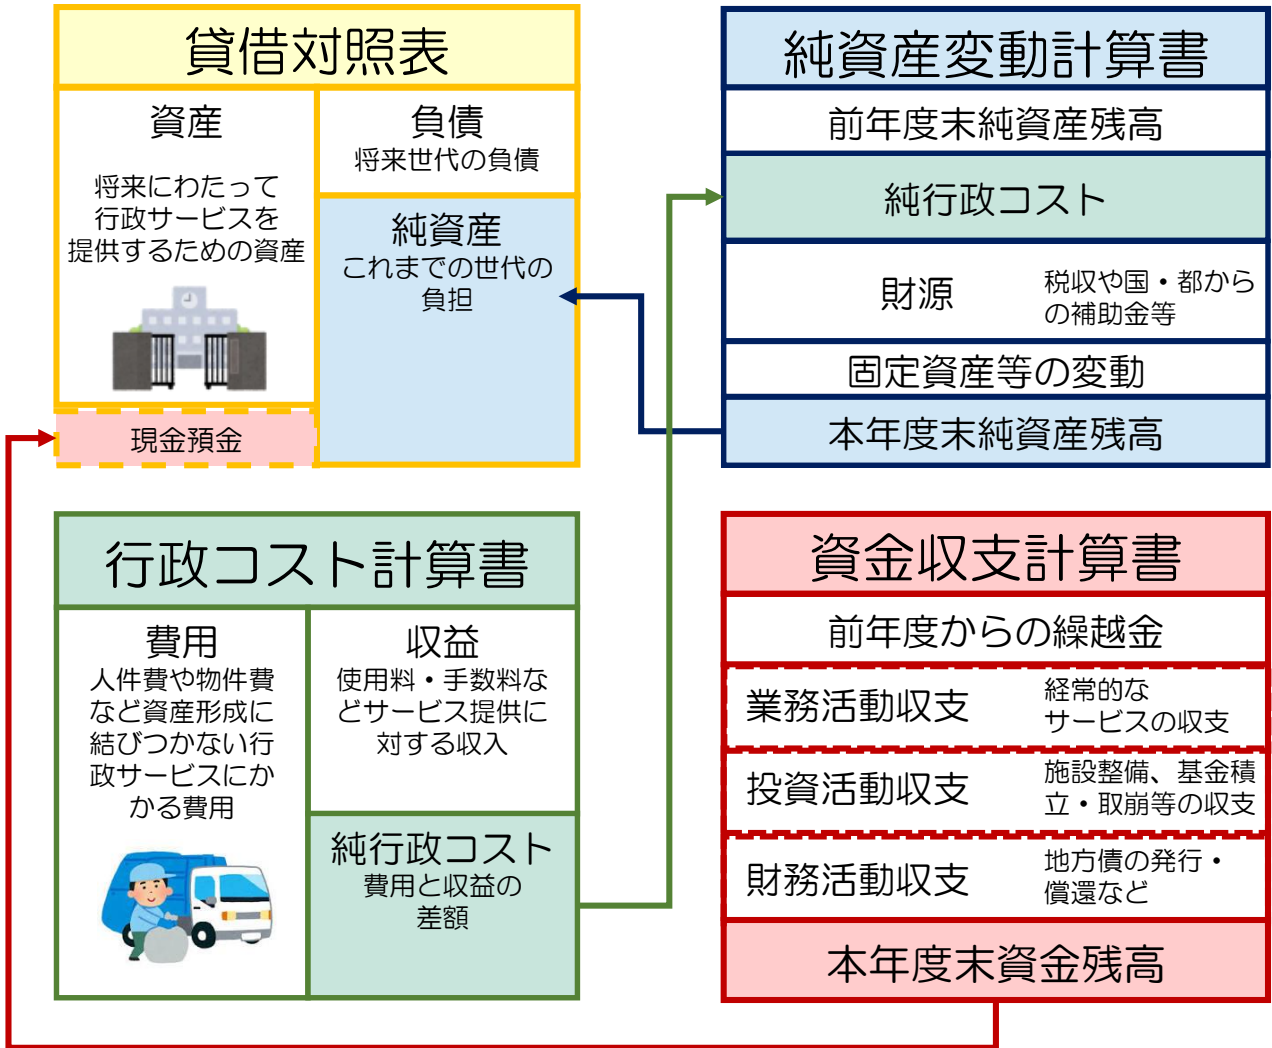 貸借対照表
資産
将来にわたって
行政サービスを
提供するための資産
現金預金
負債
将来世代の負債
純資産
これまでの世代の
負担
純資産変動計算書
前年度末純資産残高
純行政コスト
財源
税収や国・都から
の補助金等
固定資産等の変動
本年度末純資産残高
行政コスト計算書
費用
人件費や物件費
など資産形成に
結びつかない行
政サービスにか
かる費用
収益
使用料・手数料な
どサービス提供に
対する収入
純行政コスト
費用と収益の
差額
資金収支計算書
前年度からの繰越金
業務活動収支
経常的な
サービスの収支
投資活動収支
施設整備、基金積
立・取崩等の収支
財務活動収支
地方債の発行・
償還など
本年度末資金残高